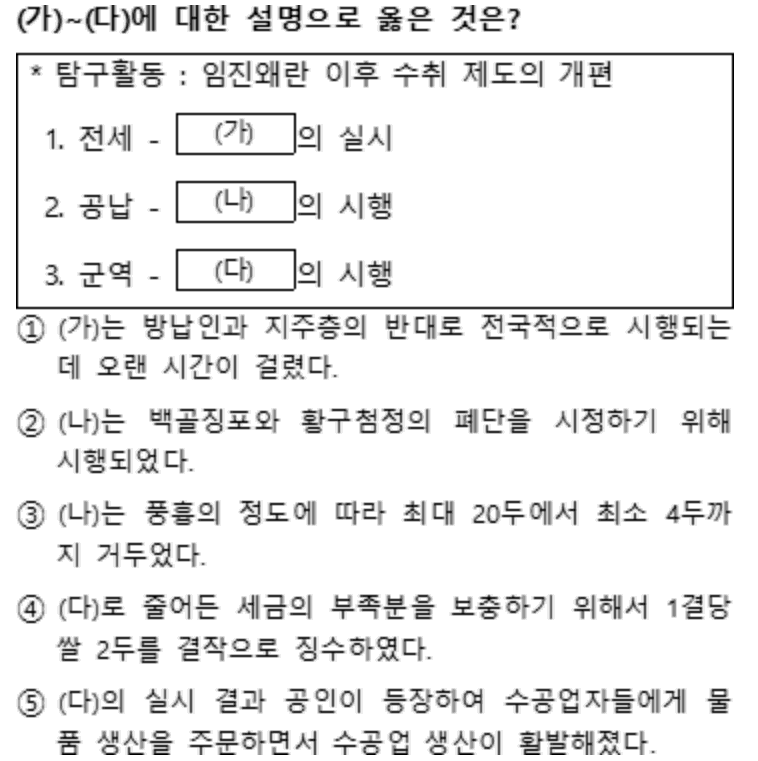 (가)~(다)에 대한 설명으로 옳은 것은?
* 탐구활동 : 임진왜란 이후 수취 제도의 개편
1. 전세 - (가) 의 실시
2. 공납 - (나) 의 시행
3. 군역 - (다) 의 시행
① (가)는 방납인과 지주층의 반대로 전국적으로 시행되는
데 오랜 시간이 걸렸다.
② (나)는 백골징포와 황구첨정의 폐단을 시정하기 위해
시행되었다.
③ (나)는 풍흉의 정도에 따라 최대 20두에서 최소 4두까
지 거두었다.
④ (다)로 줄어든 세금의 부족분을 보충하기 위해서 1결당
쌀 2두를 결작으로 징수하였다.
⑤ (다)의 실시 결과 공인이 등장하여 수공업자들에게 물
품 생산을 주문하면서 수공업 생산이 활발해졌다.